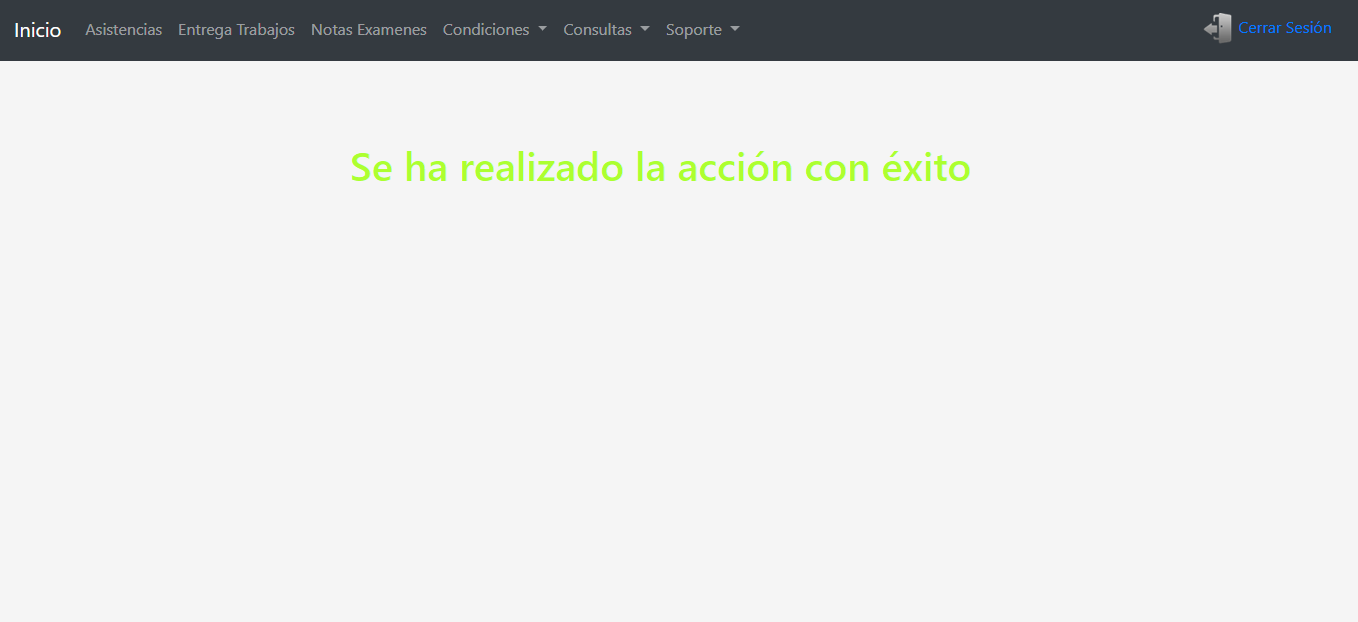 Inicio Asistencias Entrega Trabajos Notas Examenes Condiciones Consultas Soporte Cerrar Sesión
Se ha realizado la acción con éxito